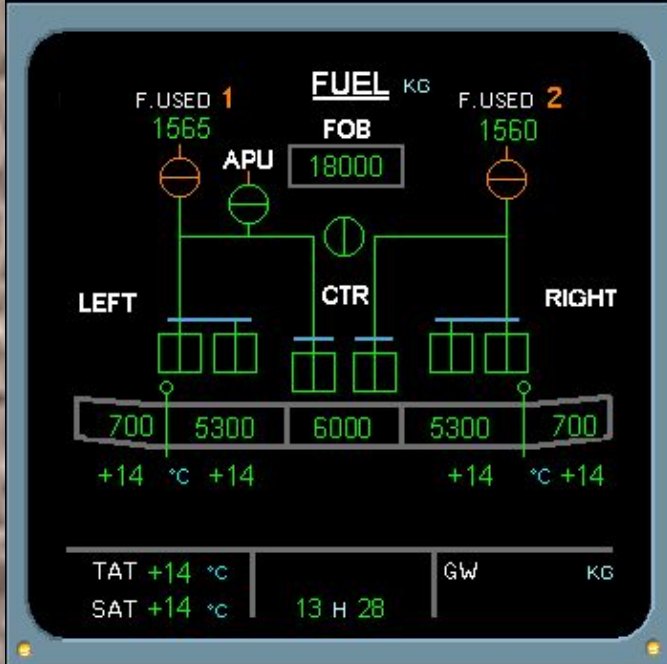 FUEL KG
F.USED 1
F.USED 2
1565
FOB
1560
APU
18000
LEFT
CTR
RIGHT
700 5300 6000 5300 700
+14 °C +14
+14 °C +14
TAT +14 °C
GW KG
SAT +14 °C
13 H 28